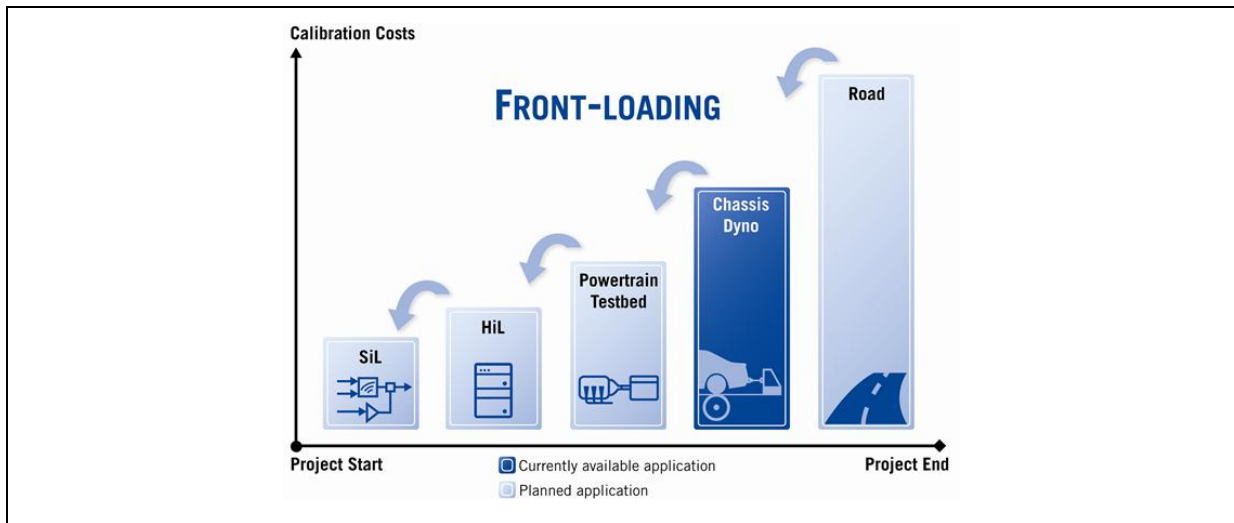 Calibration Costs
FRONT-LOADING
Road
Chassis
Dyno
Powertrain
Testbed
HiL
SiL
Project Start
Project End
Currently available application
Planned application